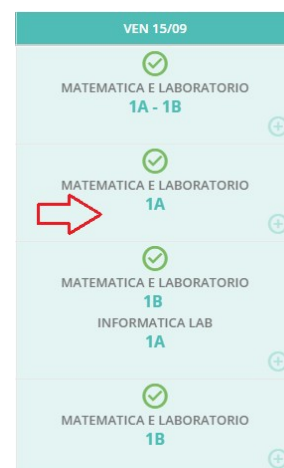 VEN 15/09
MATEMATICA E LABORATORIO
1A - 1B
MATEMATICA E LABORATORIO
1A
MATEMATICA E LABORATORIO
1B
INFORMATICA LAB
1A
MATEMATICA E LABORATORIO
1B